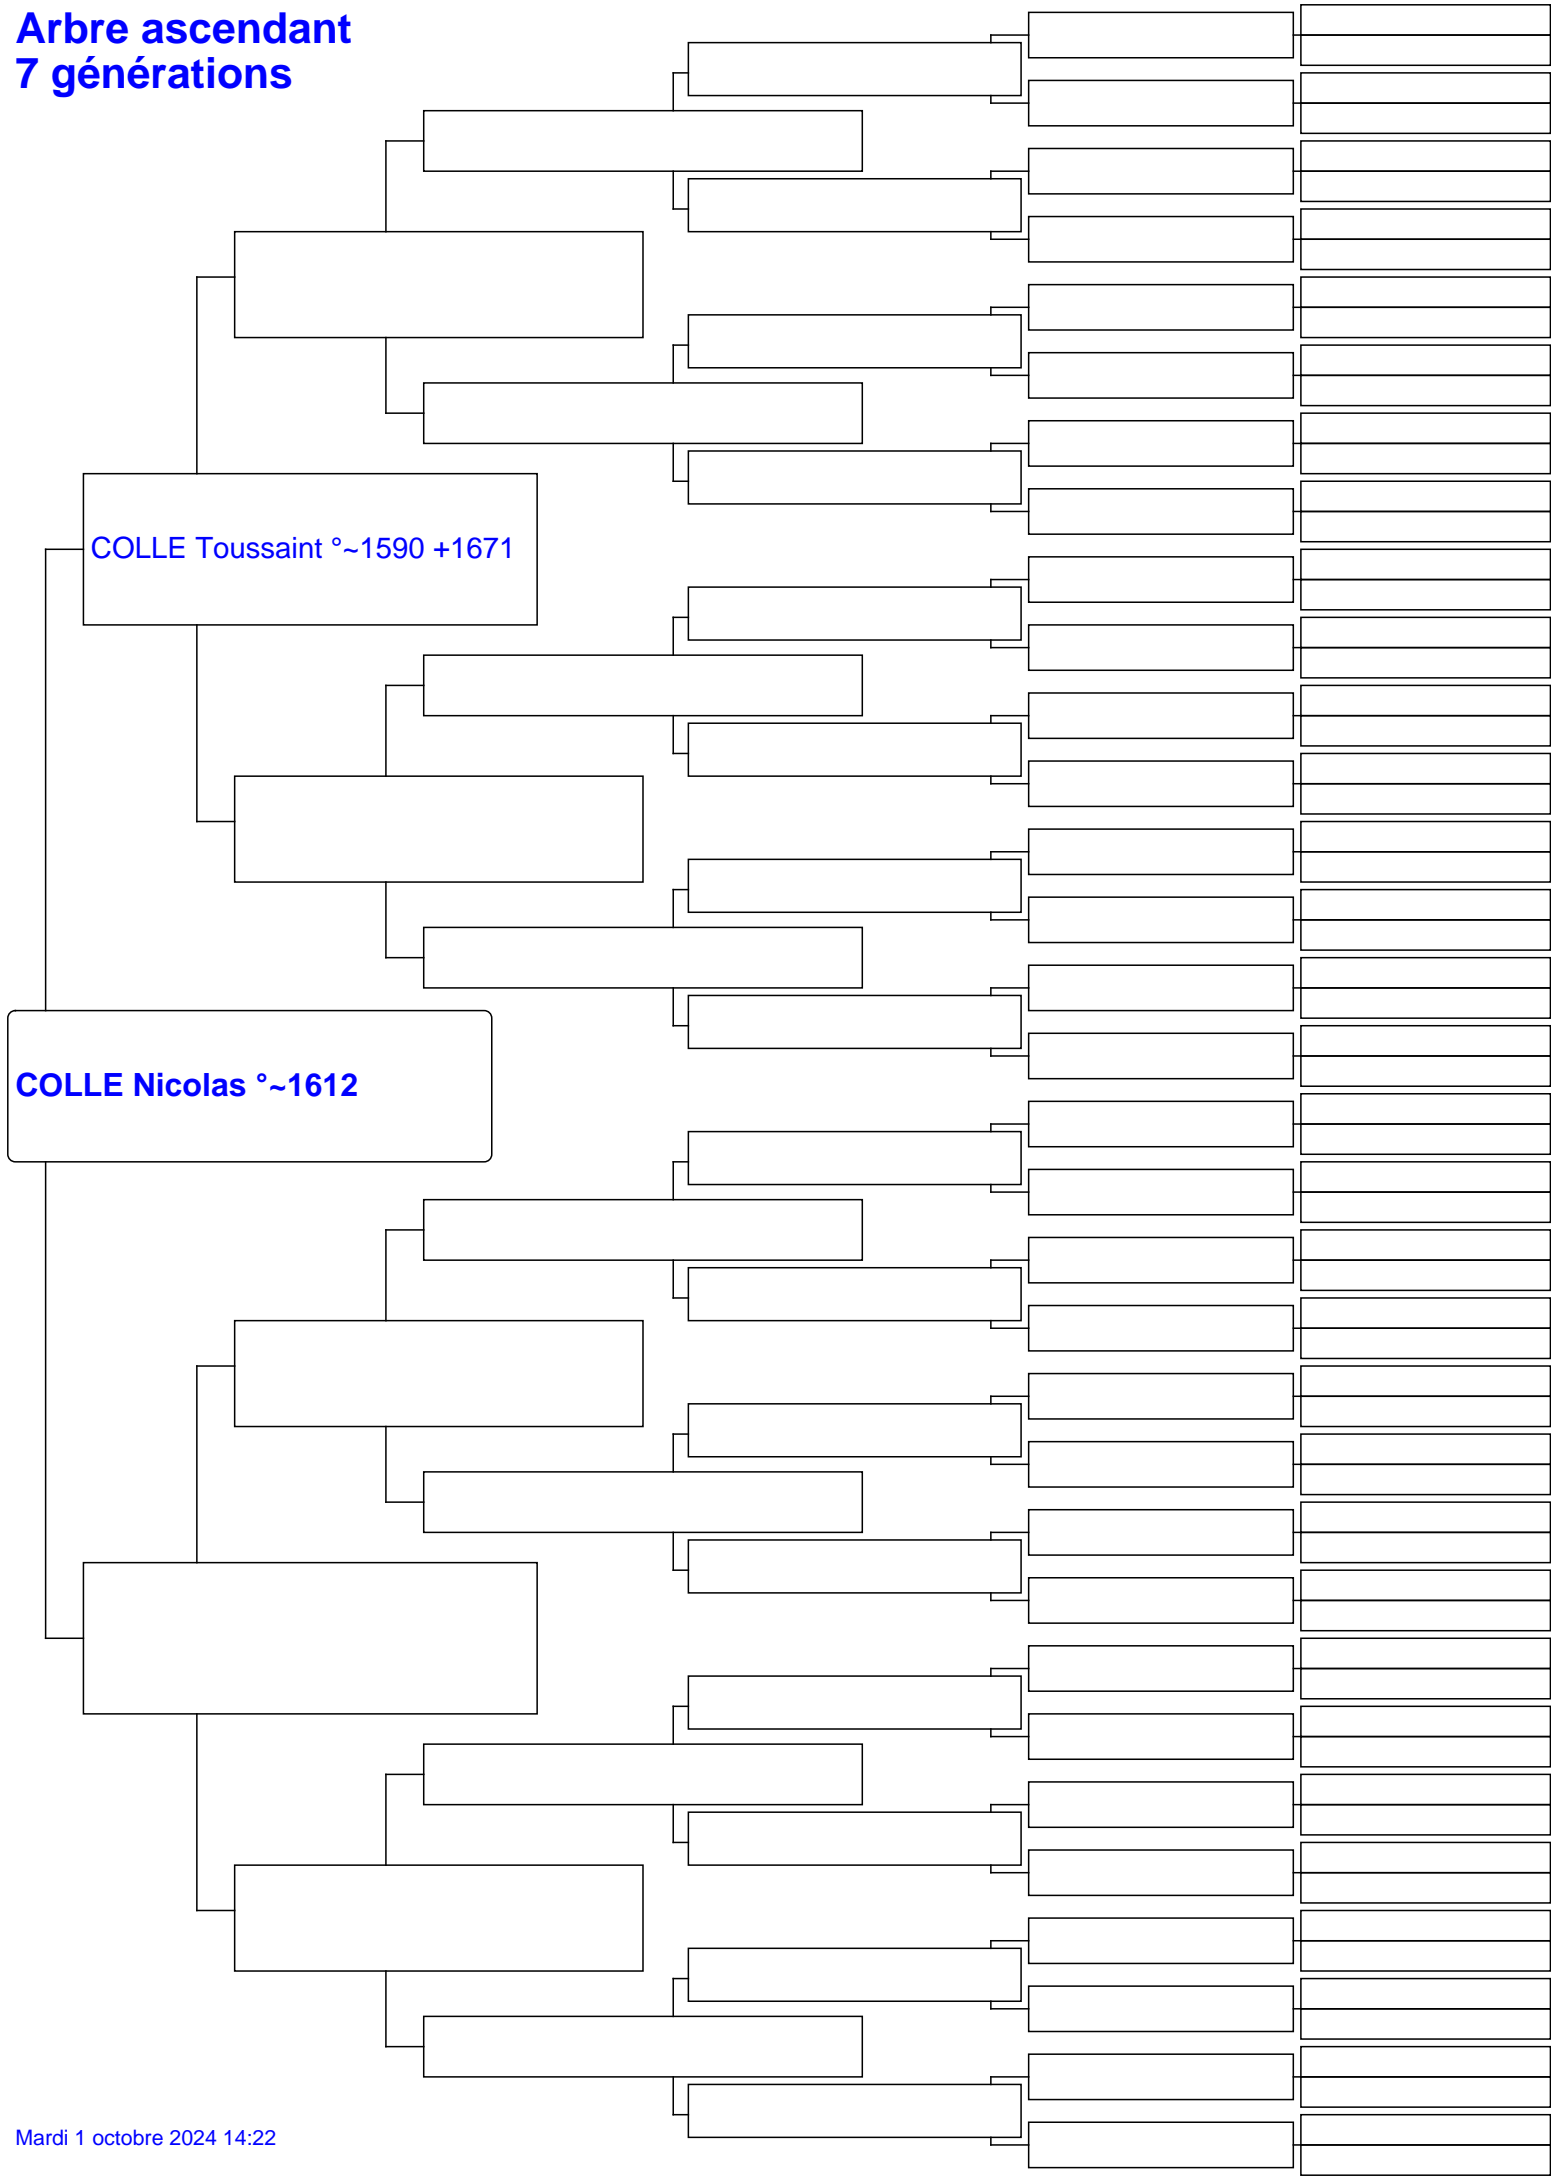 Arbre ascendant
7 générations
COLLE Toussaint °~1590 +1671
COLLE Nicolas °~1612
Mardi 1 octobre 2024 14:22